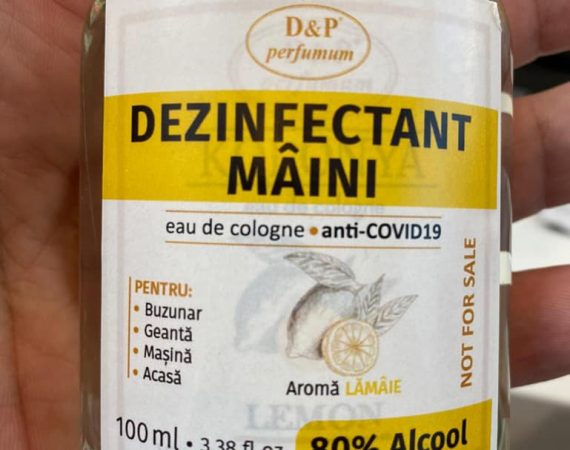 D&P®
perfumum
DEZINFECTANT
MÂINI
eau de cologne • anti-COVID19
PENTRU:
• Buzunar
• Geantă
• Mașină
• Acasă
NOT FOR SALE
Aromă LĂMÂIE
LEMON
100 ml • 3.38 fl oz
80% Alcool